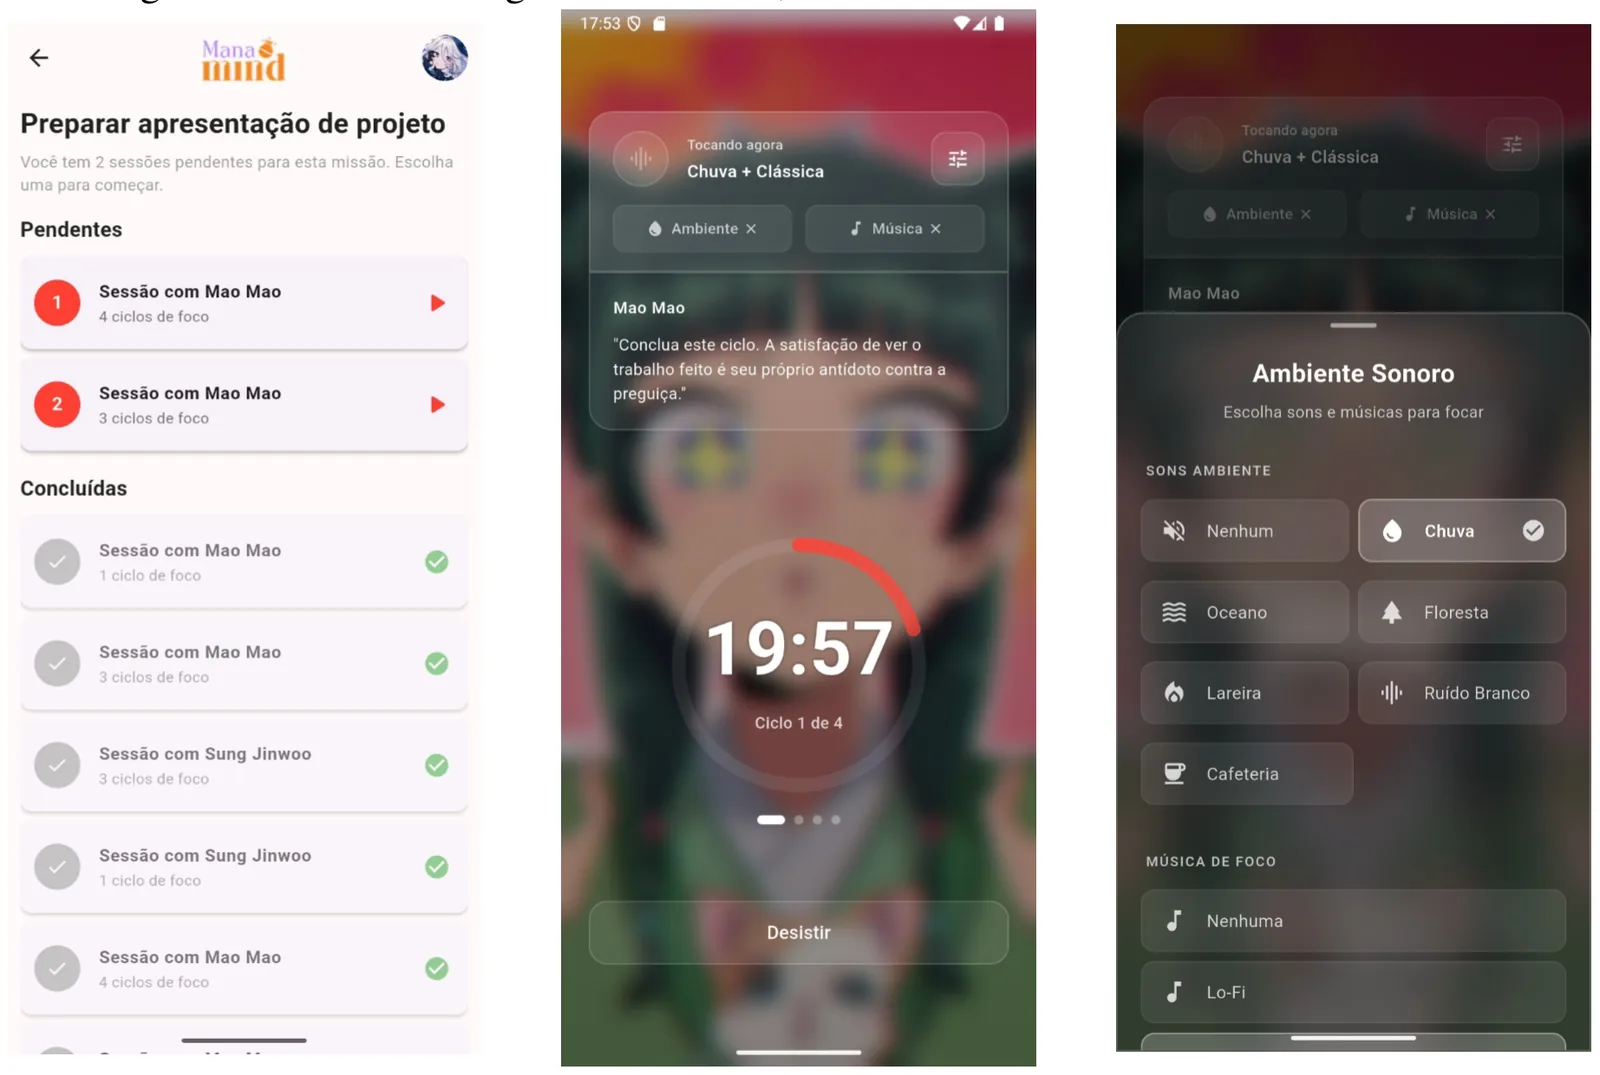 Mana
mind
Preparar apresentação de projeto
Você tem 2 sessões pendentes para esta missão. Escolha
uma para começar.
Pendentes
1
Sessão com Mao Mao
4 ciclos de foco
2
Sessão com Mao Mao
3 ciclos de foco
Concluídas
Sessão com Mao Mao
1 ciclo de foco
Sessão com Mao Mao
3 ciclos de foco
Sessão com Sung Jinwoo
3 ciclos de foco
Sessão com Sung Jinwoo
1 ciclo de foco
Sessão com Mao Mao
4 ciclos de foco
17:53
Tocando agora
Chuva + Clássica
Ambiente ×
Música ×
Mao Mao
"Conclua este ciclo. A satisfação de ver o
trabalho feito é seu próprio antídoto contra a
preguiça."
19:57
Ciclo 1 de 4
Desistir
Tocando agora
Chuva + Clássica
Ambiente ×
Música ×
Mao Mao
Ambiente Sonoro
Escolha sons e músicas para focar
SONS AMBIENTE
Nenhum
Chuva
Oceano
Floresta
Lareira
Ruído Branco
Cafeteria
MÚSICA DE FOCO
Nenhuma
Lo-Fi